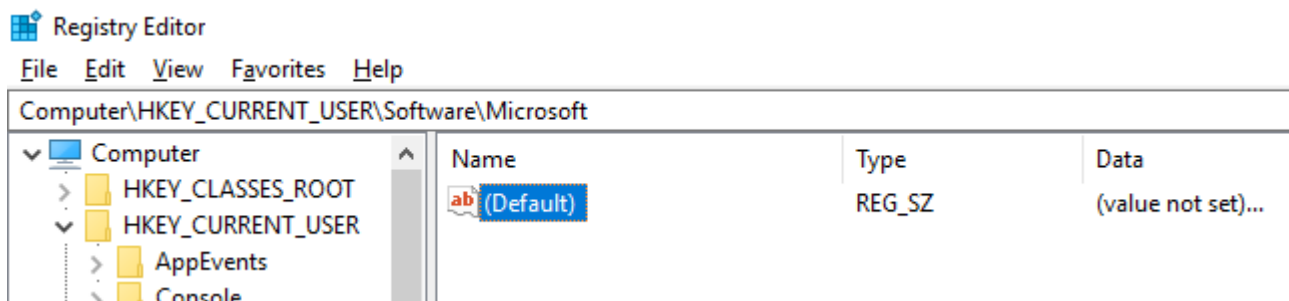 Registry Editor
File Edit View Favorites Help
Computer\HKEY_CURRENT_USER\Software\Microsoft
Computer
HKEY_CLASSES_ROOT
HKEY_CURRENT_USER
AppEvents
Console
Name Type Data
ab (Default) REG_SZ (value not set)...